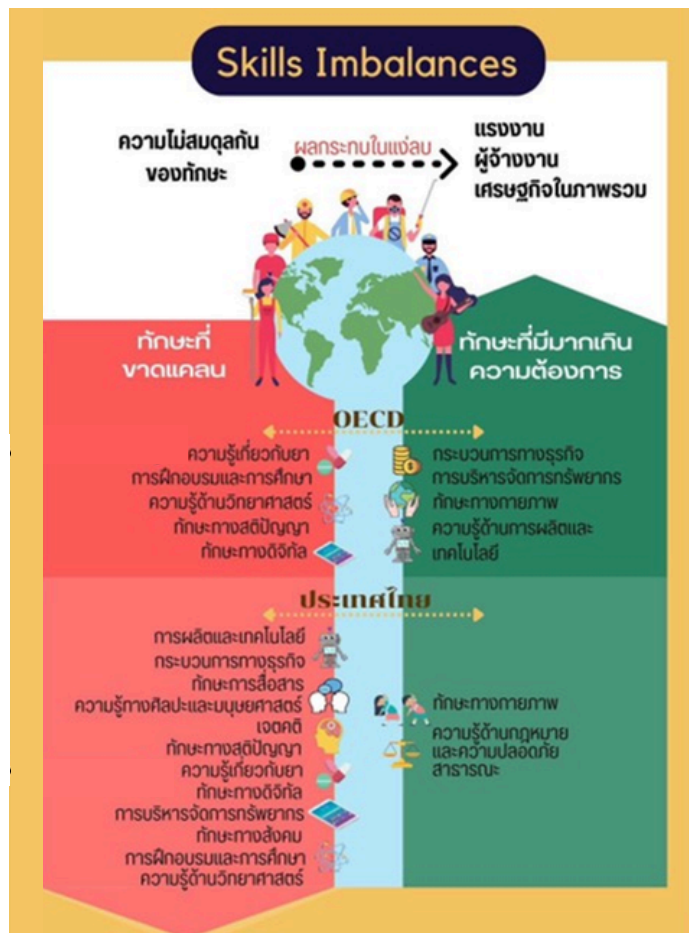 Skills Imbalances
ความไม่สมดุลกัน
ของทักษะ
ผลกระทบในแง่ลบ
แรงงาน
ผู้จ้างงาน
เศรษฐกิจในภาพรวม
ทักษะที่
ขาดแคลน
ทักษะที่มีมากเกิน
ความต้องการ
OECD
ความรู้เกี่ยวกับยา
การฝึกอบรมและการศึกษา
ความรู้ด้านวิทยาศาสตร์
ทักษะทางสติปัญญา
ทักษะทางดิจิทัล
กระบวนการทางธุรกิจ
การบริหารจัดการทรัพยากร
ทักษะทางกายภาพ
ความรู้ด้านการผลิตและ
เทคโนโลยี
ประเทศไทย
การผลิตและเทคโนโลยี
กระบวนการทางธุรกิจ
ทักษะการสื่อสาร
ความรู้ทางศิลปะและมนุษยศาสตร์
เจตคติ
ทักษะทางสติปัญญา
ความรู้เกี่ยวกับยา
ทักษะทางดิจิทัล
การบริหารจัดการทรัพยากร
ทักษะทางสังคม
การฝึกอบรมและการศึกษา
ความรู้ด้านวิทยาศาสตร์
ทักษะทางกายภาพ
ความรู้ด้านกฎหมาย
และความปลอดภัย
สาธารณะ